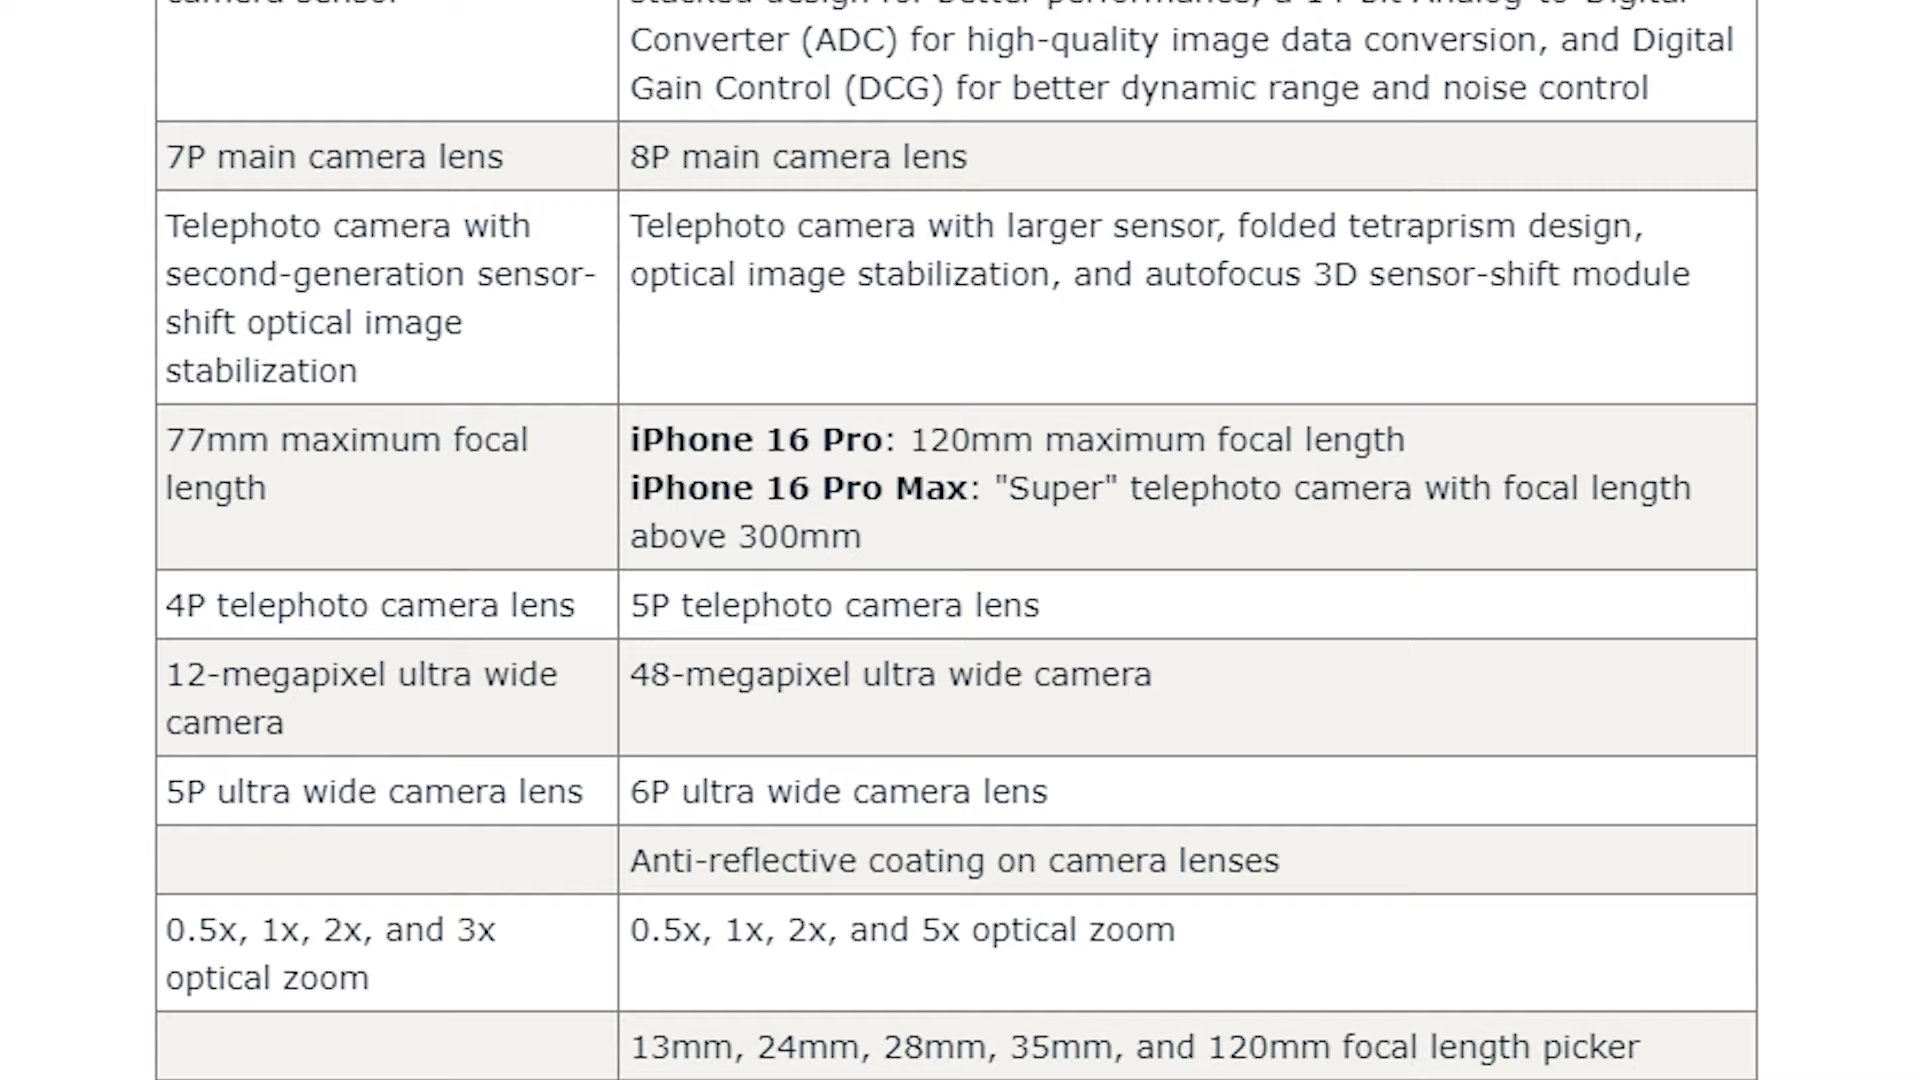 Converter (ADC) for high-quality image data conversion, and Digital
Gain Control (DCG) for better dynamic range and noise control
7P main camera lens
8P main camera lens
Telephoto camera with
second-generation sensor-
shift optical image
stabilization
Telephoto camera with larger sensor, folded tetraprism design,
optical image stabilization, and autofocus 3D sensor-shift module
77mm maximum focal
length
iPhone 16 Pro: 120mm maximum focal length
iPhone 16 Pro Max: "Super" telephoto camera with focal length
above 300mm
4P telephoto camera lens
5P telephoto camera lens
12-megapixel ultra wide
camera
48-megapixel ultra wide camera
5P ultra wide camera lens
6P ultra wide camera lens
Anti-reflective coating on camera lenses
0.5x, 1x, 2x, and 3x
optical zoom
0.5x, 1x, 2x, and 5x optical zoom
13mm, 24mm, 28mm, 35mm, and 120mm focal length picker